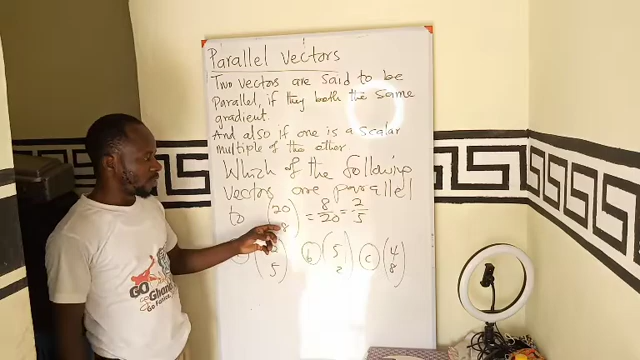 Parallel Vectors
Two vectors are said to be
Parallel, if they both the same
gradient.
And also if one is a scalar
multiple of the other
Which of the following
vectors are parallel
to (20 8) = 8/20 = 2/5
5) b (5 2) c (4 8)
GO
Ghana